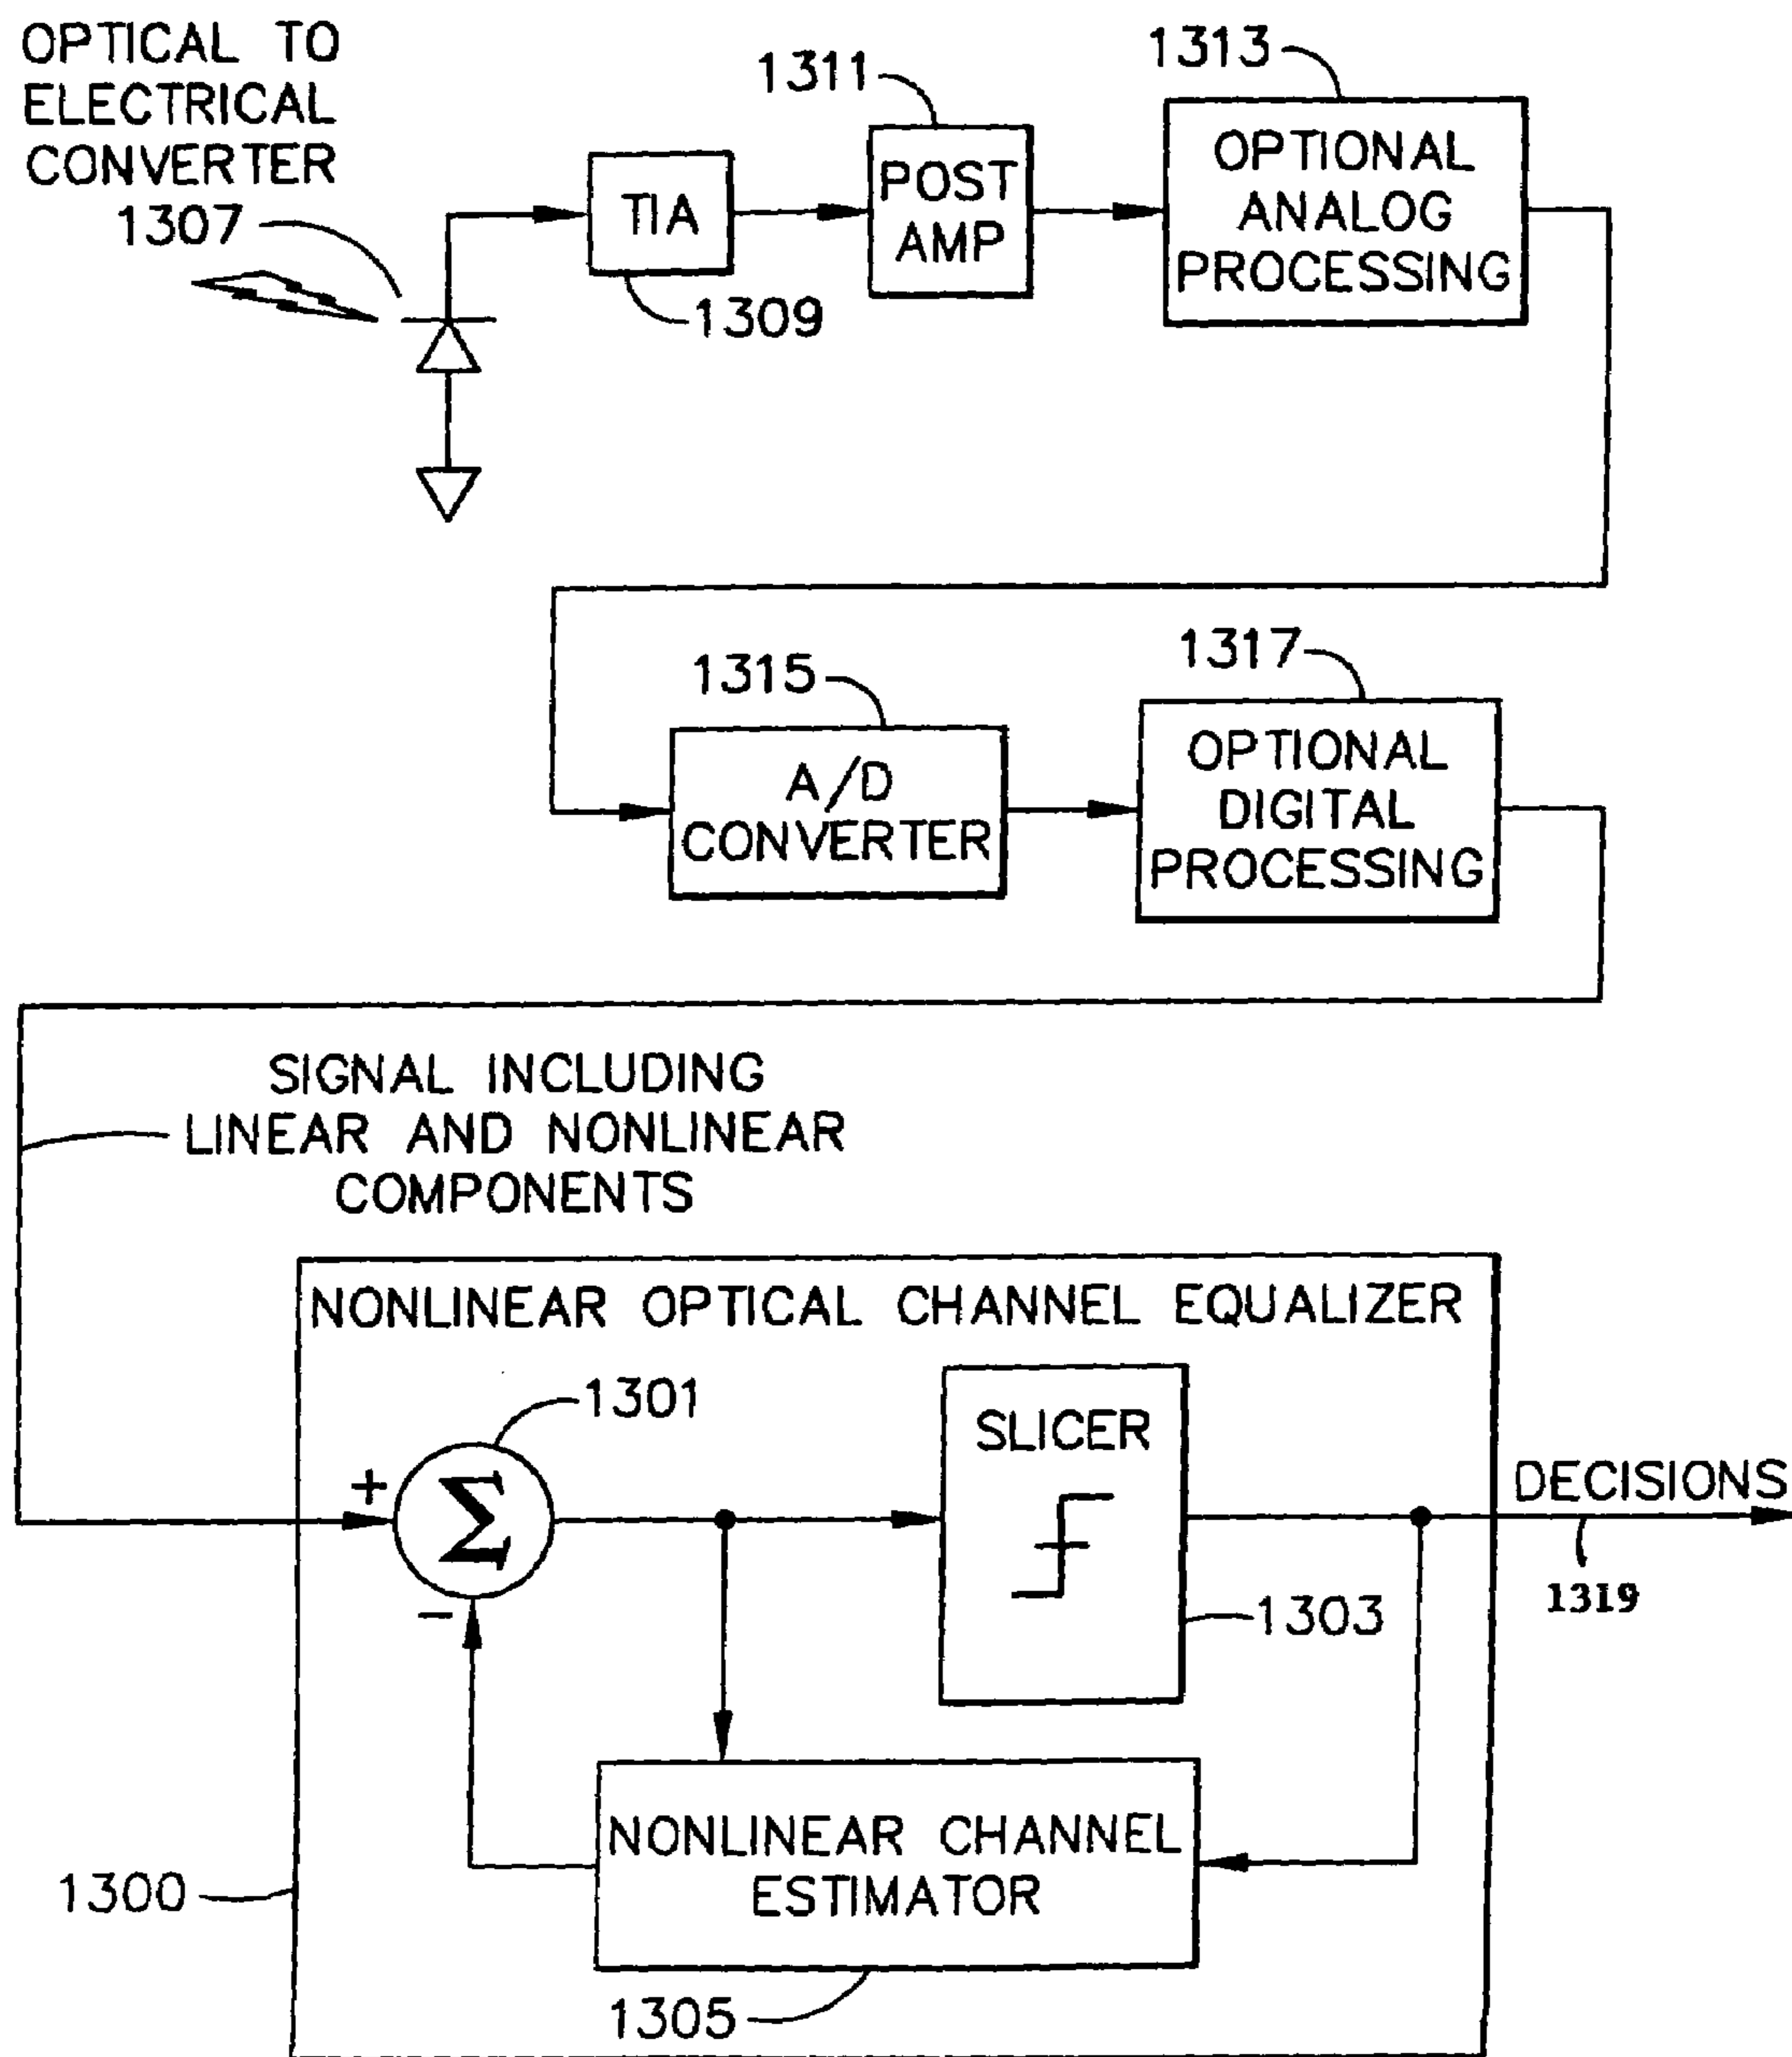 OPTICAL TO
ELECTRICAL
CONVERTER
1307
TIA
1309
1311
POST
AMP
1313
OPTIONAL
ANALOG
PROCESSING
1315
A/D
CONVERTER
1317
OPTIONAL
DIGITAL
PROCESSING
SIGNAL INCLUDING
LINEAR AND NONLINEAR
COMPONENTS
NONLINEAR OPTICAL CHANNEL EQUALIZER
1301
+
Σ
−
SLICER
1303
DECISIONS
1319
NONLINEAR CHANNEL
ESTIMATOR
1300
1305